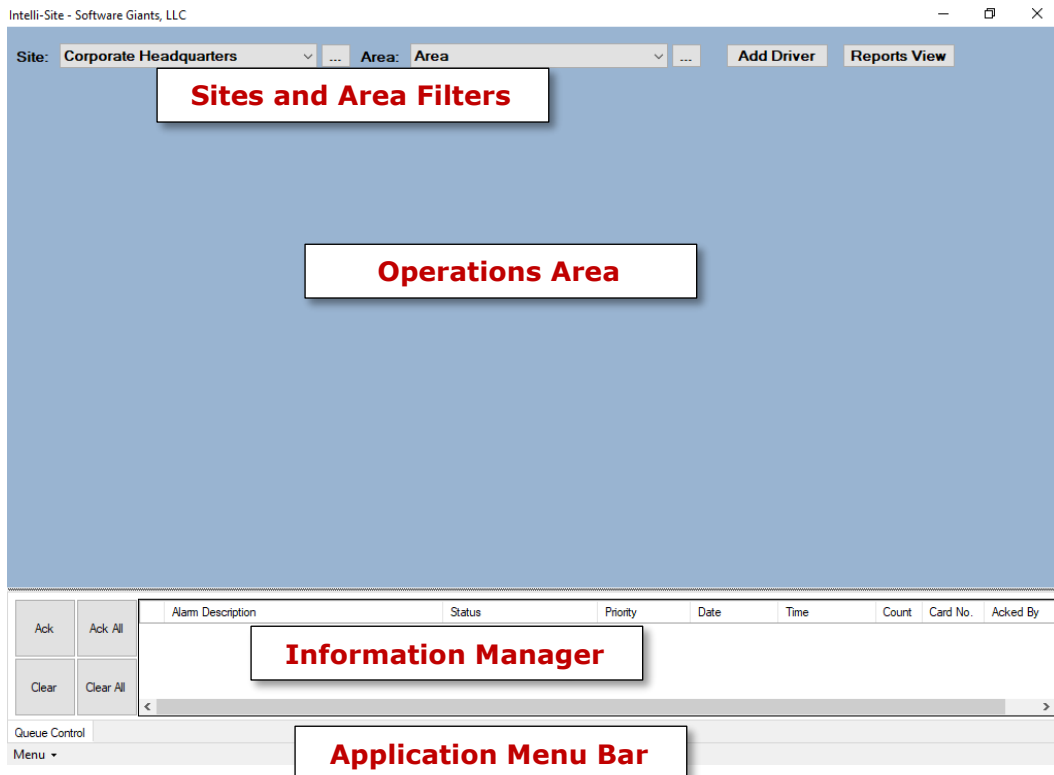 Intelli-Site - Software Giants, LLC
Site: Corporate Headquarters ... Area: Area ... Add Driver Reports View
Sites and Area Filters
Operations Area
Alarm Description Status Priority Date Time Count Card No. Acked By
Ack Ack All
Information Manager
Clear Clear All
Queue Control
Menu
Application Menu Bar